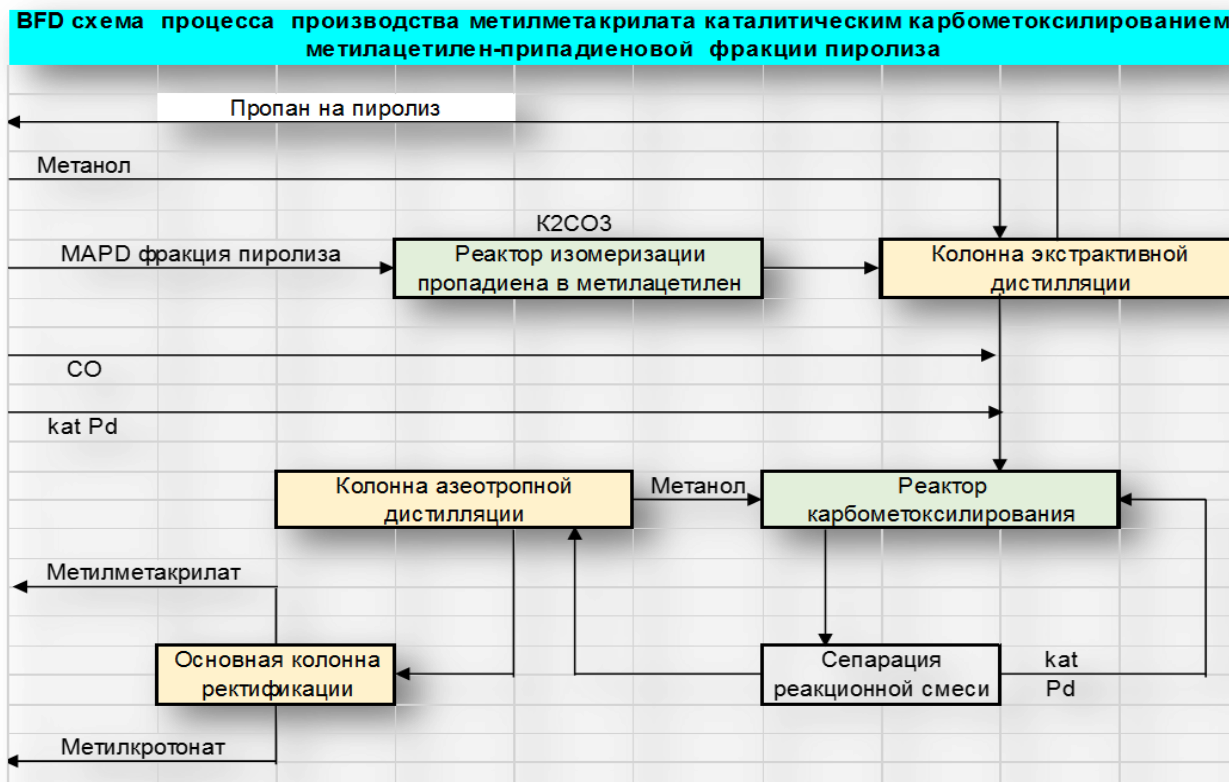 BFD схема процесса производства метилметакрилата каталитическим карбометоксилированием
метилацетилен-припадиеновой фракции пиролиза
Пропан на пиролиз
Метанол
K2CO3
MAPD фракция пиролиза
Реактор изомеризации
пропадиена в метилацетилен
Колонна экстрактивной
дистилляции
CO
kat Pd
Колонна азеотропной
дистилляции
Метанол
Реактор
карбометоксилирования
Метилметакрилат
Основная колонна
ректификации
Сепарация
реакционной смеси
kat
Pd
Метилкротонат